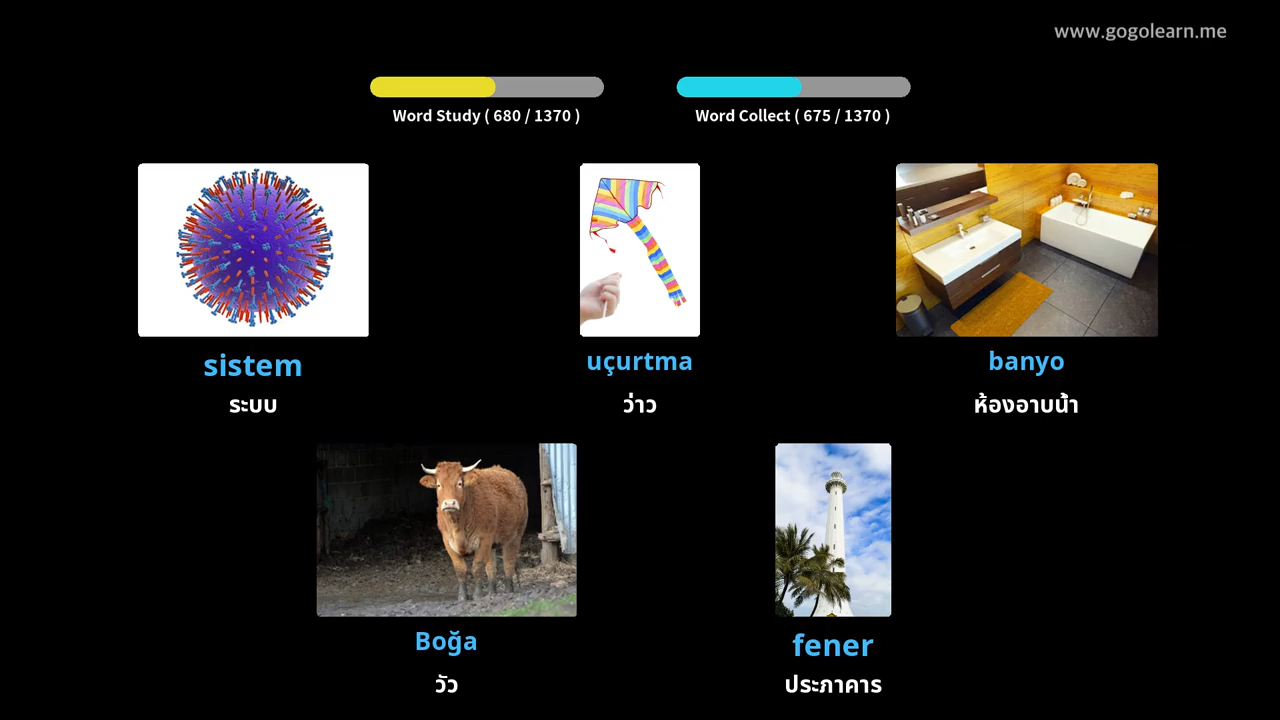 www.gogolearn.me
Word Study ( 680 / 1370 )
Word Collect ( 675 / 1370 )
sistem
uçurtma
banyo
ระบบ
ว่าว
ห้องอาบน้ำ
Boğa
fener
วัว
ประภาคาร